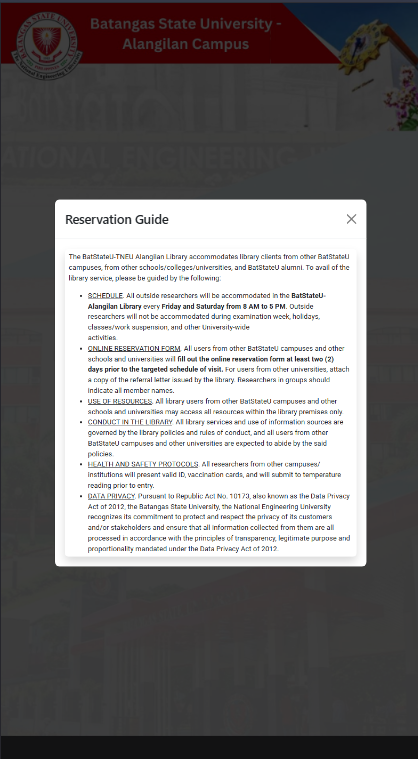 Batangas State University -
Alangilan Campus
Reservation Guide
The BatStateU-TNEU Alangilan Library accommodates library clients from other BatStateU
campuses, from other schools/colleges/universities, and BatStateU alumni. To avail of the
library service, please be guided by the following:
SCHEDULE. All outside researchers will be accommodated in the BatStateU-
Alangilan Library every Friday and Saturday from 8 AM to 5 PM. Outside
researchers will not be accommodated during examination week, holidays,
classes/work suspension, and other University-wide
activities.
ONLINE RESERVATION FORM. All users from other BatStateU campuses and other
schools and universities will fill out the online reservation form at least two (2)
days prior to the targeted schedule of visit. For users from other universities, attach
a copy of the referral letter issued by the library. Researchers in groups should
indicate all member names.
USE OF RESOURCES. All library users from other BatStateU campuses and other
schools and universities may access all resources within the library premises only
CONDUCT IN THE LIBRARY. All library services and use of information sources are
governed by the library policies and rules of conduct, and all users from other
BatStateU campuses and other universities are expected to abide by the said
policies.
HEALTH AND SAFETY PROTOCOLS. All researchers from other campuses/
institutions will present valid ID, vaccination cards, and will submit to temperature
reading prior to entry.
DATA PRIVACY. Pursuant to Republic Act No. 10173, also known as the Data Privacy
Act of 2012, the Batangas State University, the National Engineering University
recognizes its commitment to protect and respect the privacy of its customers
and/or stakeholders and ensure that all information collected from them are all
processed in accordance with the principles of transparency, legitimate purpose and
proportionality mandated under the Data Privacy Act of 2012.